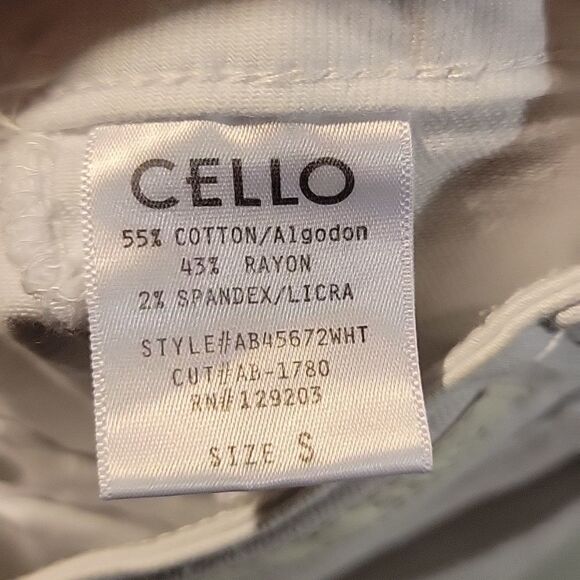 CELLO
55% COTTON/Algodon
43% RAYON
2% SPANDEX/LICRA
STYLE#AB45672WHT
CUT#AB-1780
RN#129203
SIZE S